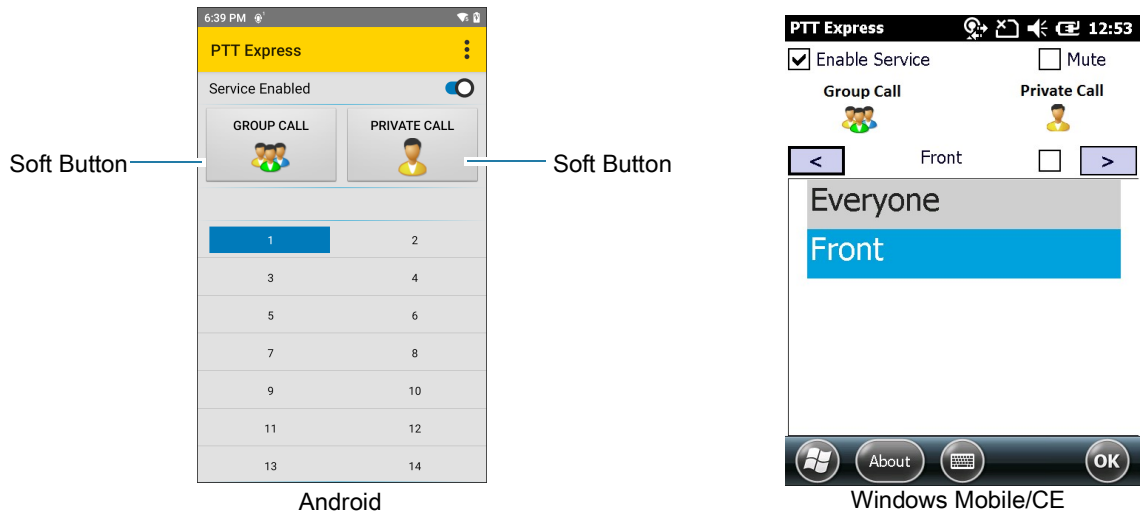 6:39 PM
PTT Express
Service Enabled
GROUP CALL PRIVATE CALL
Soft Button
Soft Button
1 2
3 4
5 6
7 8
9 10
11 12
13 14
Android
PTT Express 12:53
Enable Service Mute
Group Call Private Call
< Front >
Everyone
Front
About OK
Windows Mobile/CE